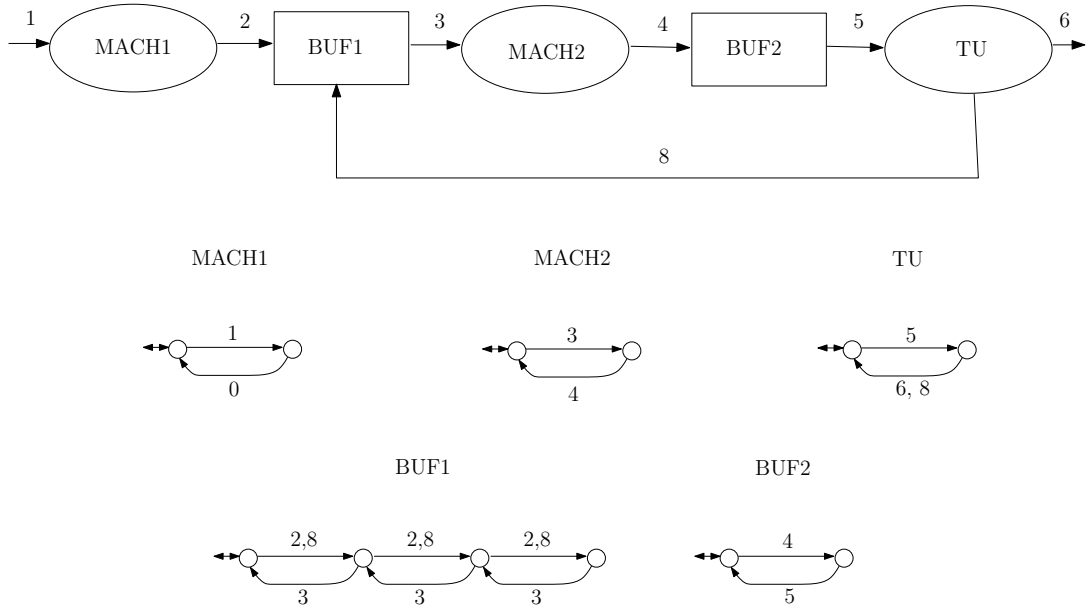 1 2 3 4 5 6
MACH1 BUF1 MACH2 BUF2 TU
8
MACH1 MACH2 TU
1 3 5
0 4 6, 8
BUF1 BUF2
2,8 2,8 2,8 4
3 3 3 5